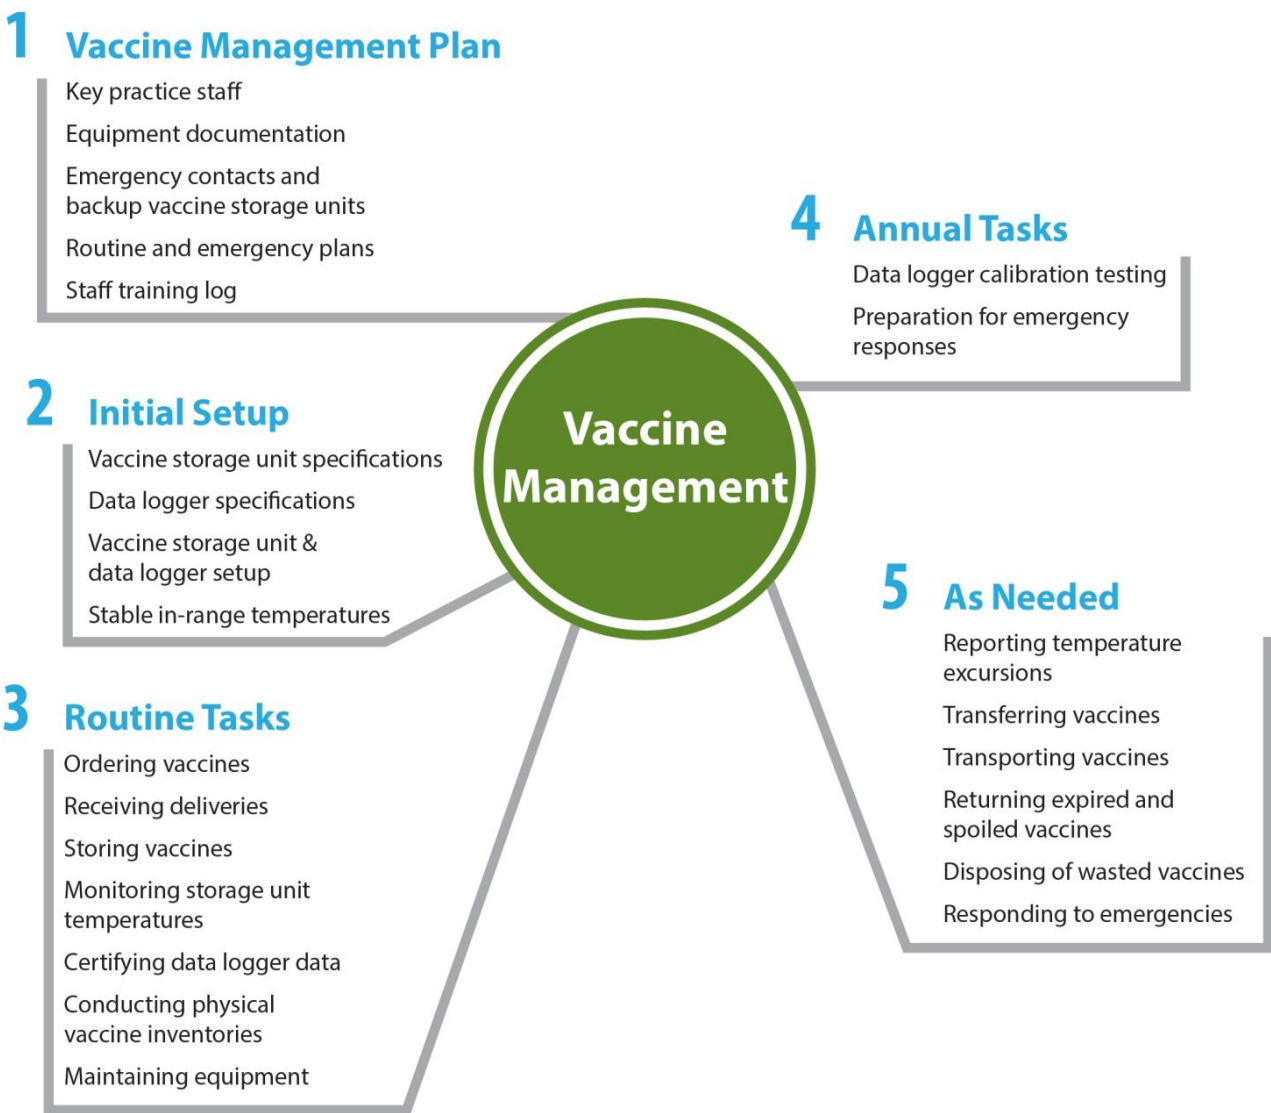 1 Vaccine Management Plan
Key practice staff
Equipment documentation
Emergency contacts and
backup vaccine storage units
Routine and emergency plans
Staff training log
2 Initial Setup
Vaccine storage unit specifications
Data logger specifications
Vaccine storage unit &
data logger setup
Stable in-range temperatures
3 Routine Tasks
Ordering vaccines
Receiving deliveries
Storing vaccines
Monitoring storage unit
temperatures
Certifying data logger data
Conducting physical
vaccine inventories
Maintaining equipment
Vaccine
Management
4 Annual Tasks
Data logger calibration testing
Preparation for emergency
responses
5 As Needed
Reporting temperature
excursions
Transferring vaccines
Transporting vaccines
Returning expired and
spoiled vaccines
Disposing of wasted vaccines
Responding to emergencies